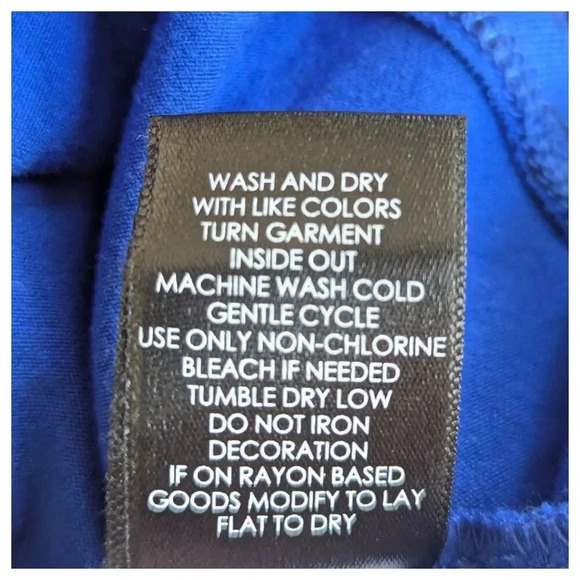 WASH AND DRY
WITH LIKE COLORS
TURN GARMENT
INSIDE OUT
MACHINE WASH COLD
GENTLE CYCLE
USE ONLY NON-CHLORINE
BLEACH IF NEEDED
TUMBLE DRY LOW
DO NOT IRON
DECORATION
IF ON RAYON BASED
GOODS MODIFY TO LAY
FLAT TO DRY